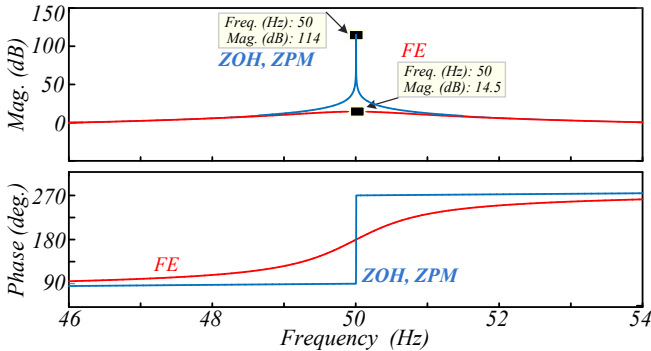 150
100
50
0
Mag. (dB)
Freq. (Hz): 50
Mag. (dB): 114
ZOH, ZPM
FE
Freq. (Hz): 50
Mag. (dB): 14.5
270
180
90
Phase (deg.)
FE
ZOH, ZPM
46 48 50 52 54
Frequency (Hz)